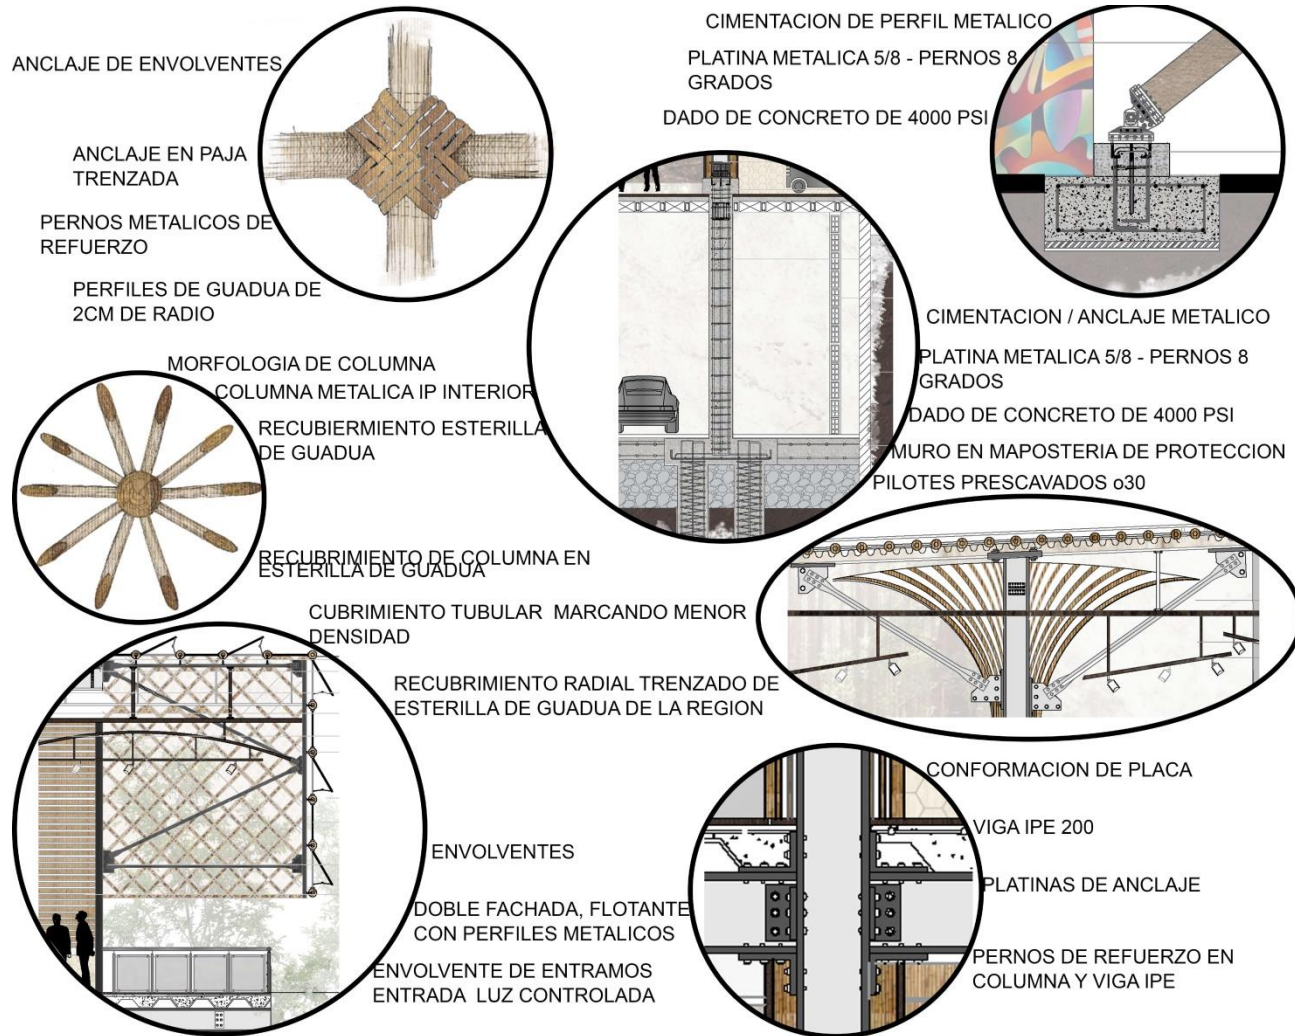 ANCLAJE DE ENVOLVENTES
ANCLAJE EN PAJA
TRENZADA
PERNOS METALICOS DE
REFUERZO
PERFILES DE GUADUA DE
2CM DE RADIO
CIMENTACION DE PERFIL METALICO
PLATINA METALICA 5/8 - PERNOS 8
GRADOS
DADO DE CONCRETO DE 4000 PSI
MORFOLOGIA DE COLUMNA
COLUMNA METALICA IP INTERIOR
RECUBIERMIENTO ESTERILLA
DE GUADUA
RECUBRIMIENTO DE COLUMNA EN
ESTERILLA DE GUADUA
CUBRIMIENTO TUBULAR MARCANDO MENOR
DENSIDAD
RECUBRIMIENTO RADIAL TRENZADO DE
ESTERILLA DE GUADUA DE LA REGION
CIMENTACION / ANCLAJE METALICO
PLATINA METALICA 5/8 - PERNOS 8
GRADOS
DADO DE CONCRETO DE 4000 PSI
MURO EN MAPOSTERIA DE PROTECCION
PILOTES PRESCAVADOS o30
ENVOLVENTES
DOBLE FACHADA, FLOTANTE
CON PERFILES METALICOS
ENVOLVENTE DE ENTRAMOS
ENTRADA LUZ CONTROLADA
CONFORMACION DE PLACA
VIGA IPE 200
PLATINAS DE ANCLAJE
PERNOS DE REFUERZO EN
COLUMNA Y VIGA IPE